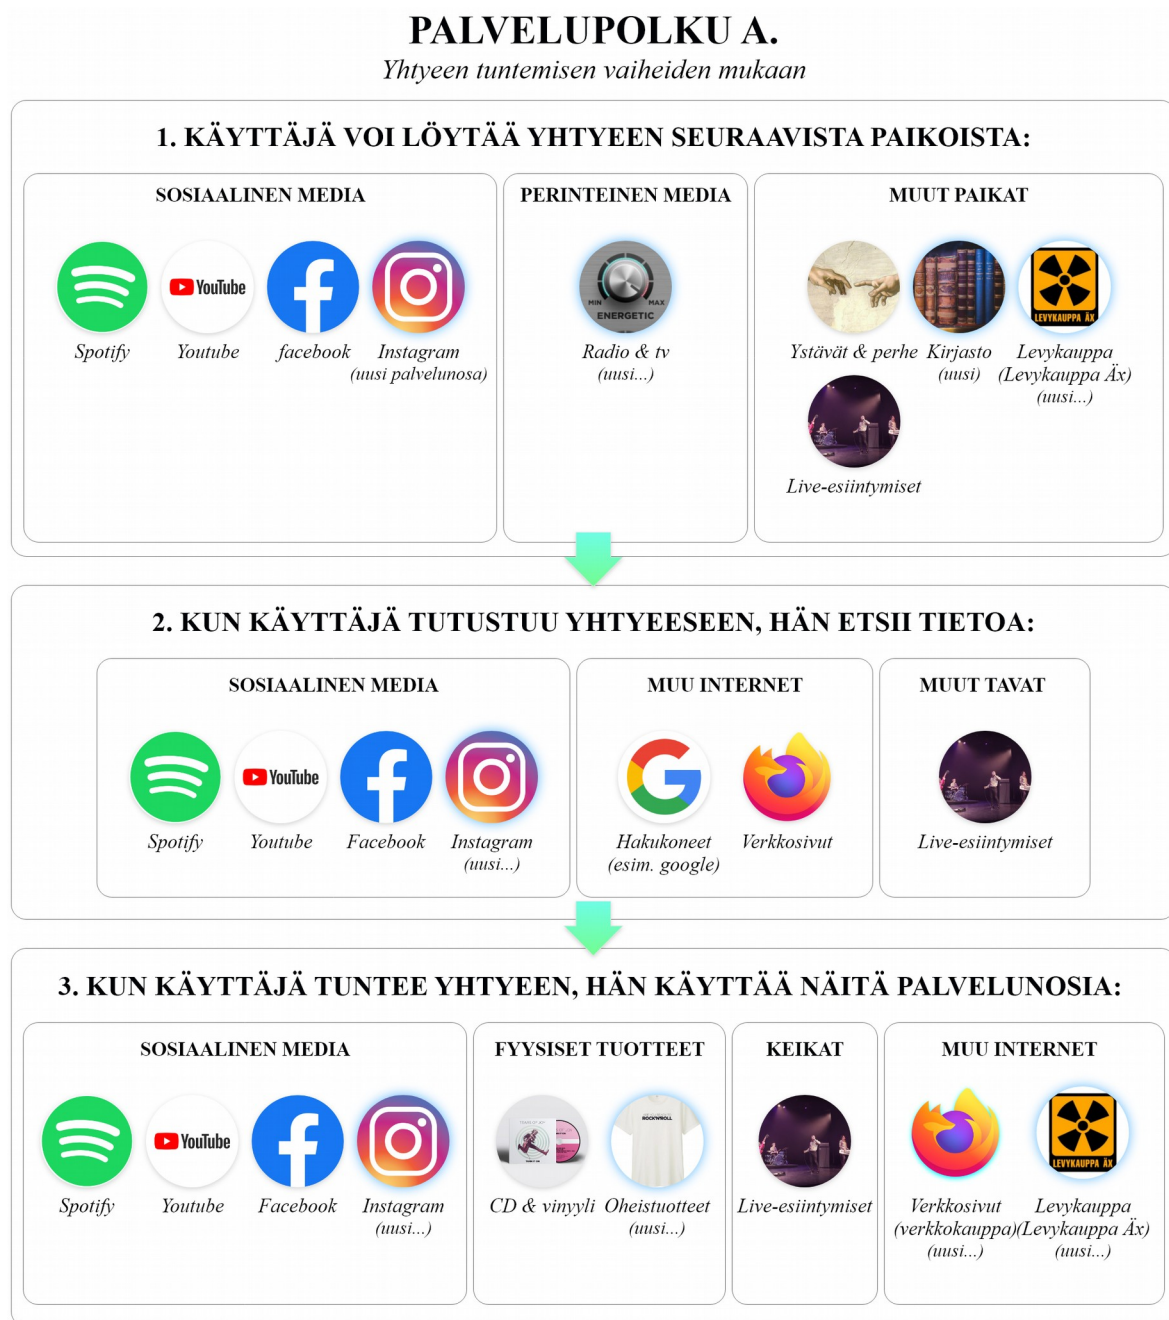 PALVELUPOLKU A.
Yhtyeen tuntemisen vaiheiden mukaan
1. KÄYTTÄJÄ VOI LÖYTÄÄ YHTYEEN SEURAAVISTA PAIKOISTA:
SOSIAALINEN MEDIA
YouTube
Spotify
Youtube
facebook
Instagram
(uusi palvelunosa)
PERINTEINEN MEDIA
MIN
MAX
ENERGETIC
Radio & tv
(uusi...)
MUUT PAIKAT
LEVYKAUPPA ÄX
Ystävät & perhe
Kirjasto
(uusi)
Levykauppa
(Levykauppa Äx)
(uusi...)
Live-esiintymiset
2. KUN KÄYTTÄJÄ TUTUSTUU YHTYEESEEN, HÄN ETSII TIETOA:
SOSIAALINEN MEDIA
YouTube
Spotify
Youtube
Facebook
Instagram
(uusi...)
MUU INTERNET
Hakukoneet
(esim. google)
Verkkosivut
MUUT TAVAT
Live-esiintymiset
3. KUN KÄYTTÄJÄ TUNTEE YHTYEEN, HÄN KÄYTTÄÄ NÄITÄ PALVELUNOSIA:
SOSIAALINEN MEDIA
YouTube
Spotify
Youtube
Facebook
Instagram
(uusi...)
FYYSISET TUOTTEET
ROCK'N'ROLL
CD & vinyyli
Oheistuotteet
(uusi...)
KEIKAT
Live-esiintymiset
MUU INTERNET
LEVYKAUPPA ÄX
Verkkosivut
(verkkokauppa)
(uusi...)
Levykauppa
(Levykauppa Äx)
(uusi...)